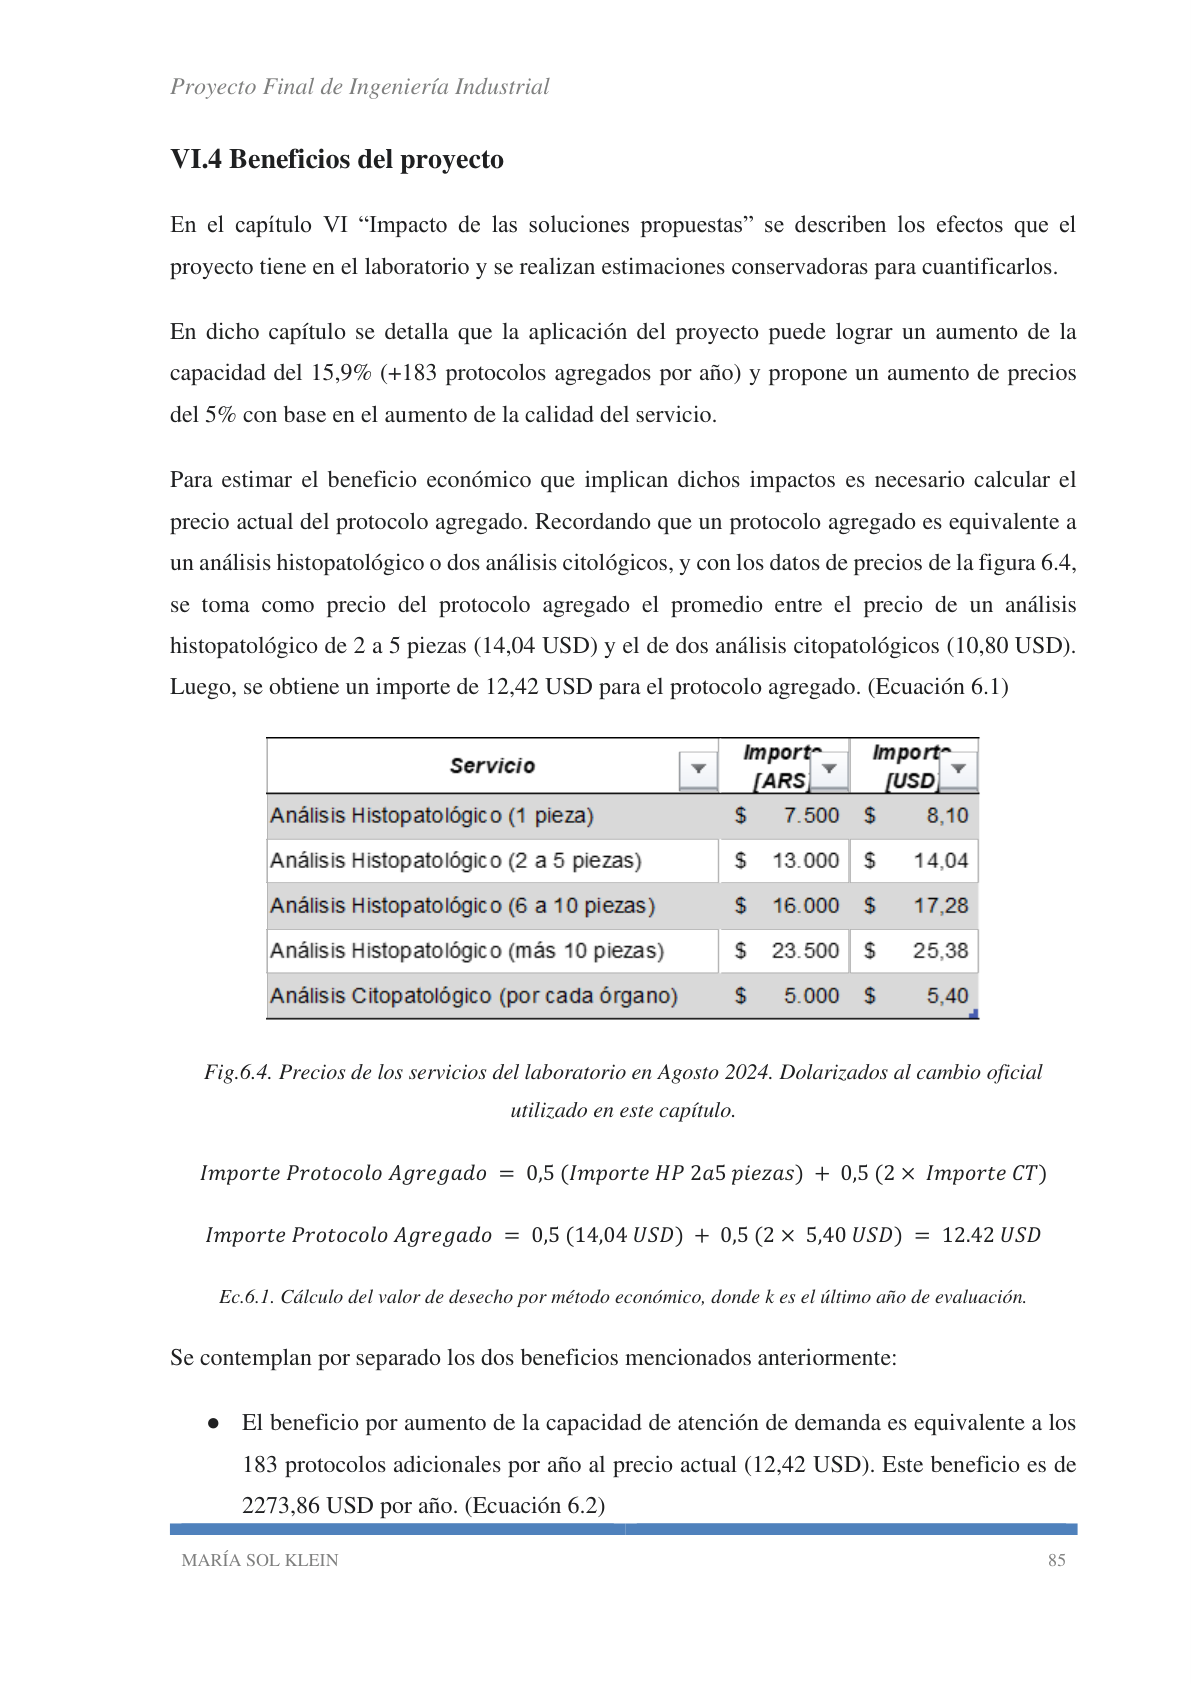 Proyecto Final de Ingeniería Industrial
VI.4 Beneficios del proyecto
En el capítulo VI “Impacto de las soluciones propuestas” se describen los efectos que el
proyecto tiene en el laboratorio y se realizan estimaciones conservadoras para cuantificarlos.
En dicho capítulo se detalla que la aplicación del proyecto puede lograr un aumento de la
capacidad del 15,9% (+183 protocolos agregados por año) y propone un aumento de precios
del 5% con base en el aumento de la calidad del servicio.
Para estimar el beneficio económico que implican dichos impactos es necesario calcular el
precio actual del protocolo agregado. Recordando que un protocolo agregado es equivalente a
un análisis histopatológico o dos análisis citológicos, y con los datos de precios de la figura 6.4,
se toma como precio del protocolo agregado el promedio entre el precio de un análisis
histopatológico de 2 a 5 piezas (14,04 USD) y el de dos análisis citopatológicos (10,80 USD).
Luego, se obtiene un importe de 12,42 USD para el protocolo agregado. (Ecuación 6.1)
Servicio Importe [ARS] Importe [USD]
Análisis Histopatológico (1 pieza) $ 7.500 $ 8,10
Análisis Histopatológico (2 a 5 piezas) $ 13.000 $ 14,04
Análisis Histopatológico (6 a 10 piezas) $ 16.000 $ 17,28
Análisis Histopatológico (más 10 piezas) $ 23.500 $ 25,38
Análisis Citopatológico (por cada órgano) $ 5.000 $ 5,40
Fig.6.4. Precios de los servicios del laboratorio en Agosto 2024. Dolarizados al cambio oficial
utilizado en este capítulo.
Importe Protocolo Agregado = 0,5 (Importe HP 2a5 piezas) + 0,5 (2 × Importe CT)
Importe Protocolo Agregado = 0,5 (14,04 USD) + 0,5 (2 × 5,40 USD) = 12.42 USD
Ec.6.1. Cálculo del valor de desecho por método económico, donde k es el último año de evaluación.
Se contemplan por separado los dos beneficios mencionados anteriormente:
● El beneficio por aumento de la capacidad de atención de demanda es equivalente a los
183 protocolos adicionales por año al precio actual (12,42 USD). Este beneficio es de
2273,86 USD por año. (Ecuación 6.2)
MARÍA SOL KLEIN 85